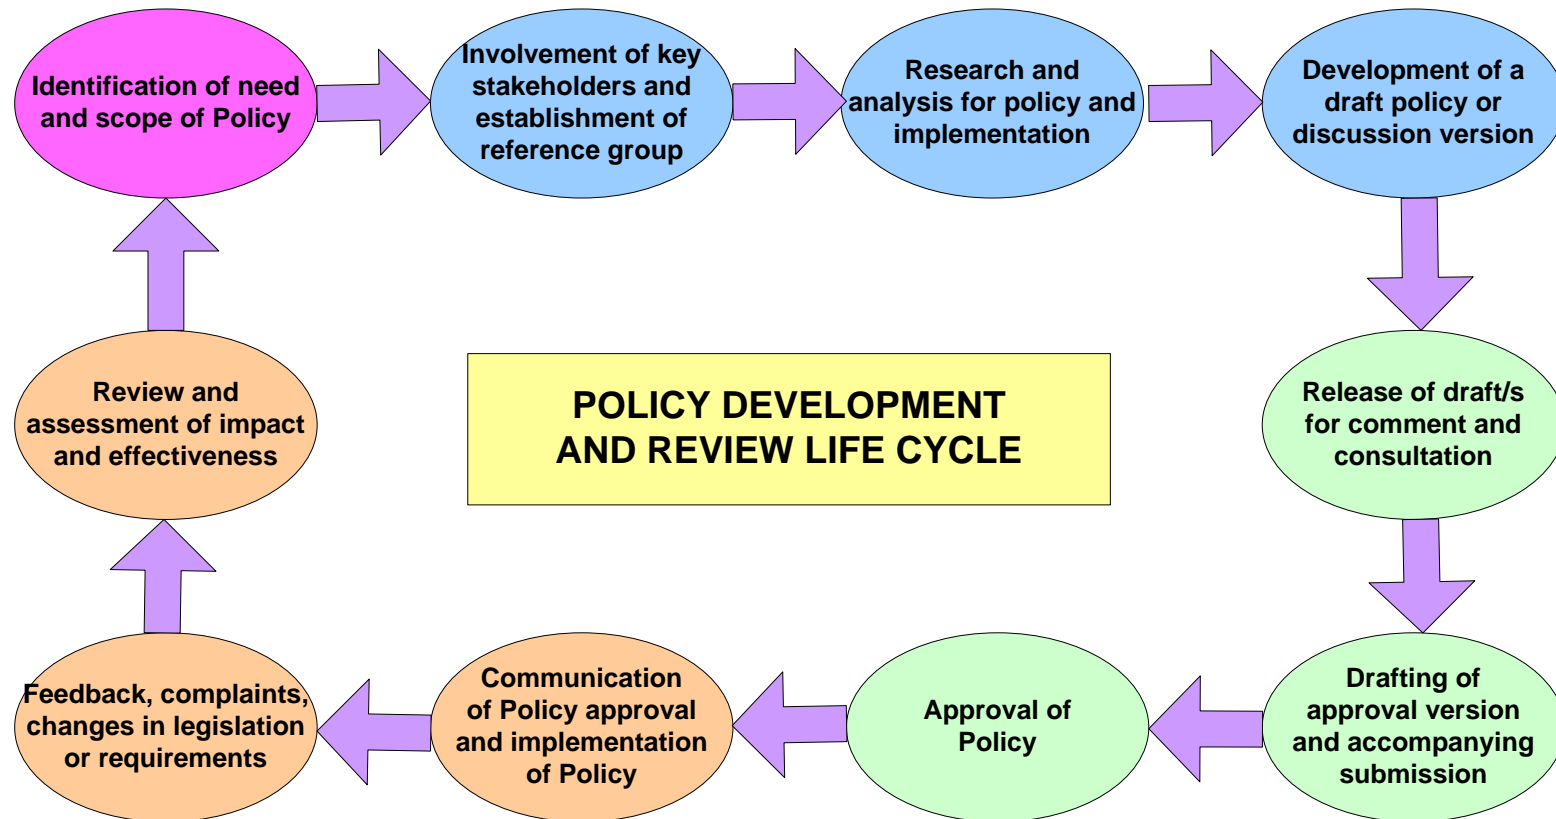 Identification of need
and scope of Policy
Involvement of key
stakeholders and
establishment of
reference group
Research and
analysis for policy and
implementation
Development of a
draft policy or
discussion version
Release of draft/s
for comment and
consultation
Drafting of
approval version
and accompanying
submission
Approval of
Policy
Communication
of Policy approval
and implementation
of Policy
Feedback, complaints,
changes in legislation
or requirements
Review and
assessment of impact
and effectiveness
POLICY DEVELOPMENT
AND REVIEW LIFE CYCLE